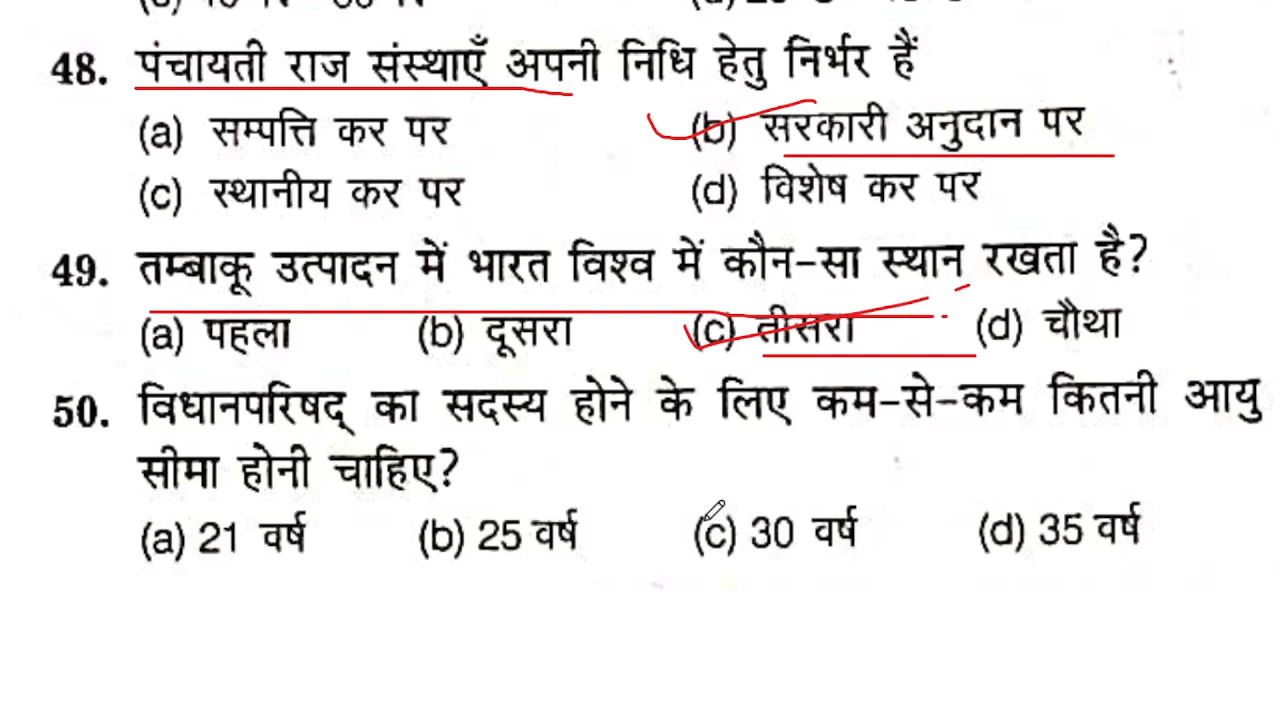 48. पंचायती राज संस्थाएँ अपनी निधि हेतु निर्भर हैं
(a) सम्पत्ति कर पर (b) सरकारी अनुदान पर
(c) स्थानीय कर पर (d) विशेष कर पर
49. तम्बाकू उत्पादन में भारत विश्व में कौन-सा स्थान रखता है?
(a) पहला (b) दूसरा (c) तीसरा (d) चौथा
50. विधानपरिषद् का सदस्य होने के लिए कम-से-कम कितनी आयु
सीमा होनी चाहिए?
(a) 21 वर्ष (b) 25 वर्ष (c) 30 वर्ष (d) 35 वर्ष